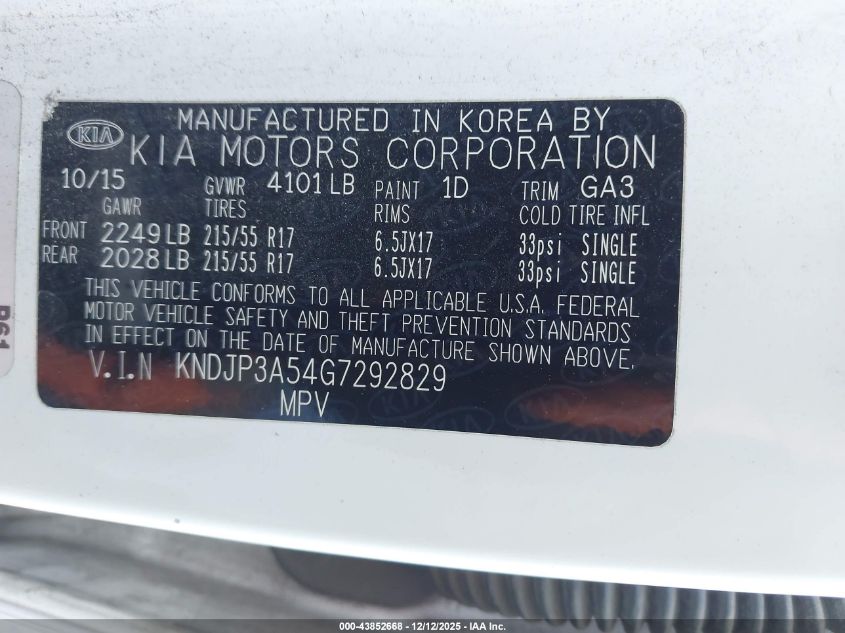 KIA
MANUFACTURED IN KOREA BY
KIA MOTORS CORPORATION
10/15 GVWR 4101 LB PAINT 1D TRIM GA3
GAWR TIRES RIMS COLD TIRE INFL
FRONT 2249 LB 215/55 R17 6.5JX17 33psi SINGLE
REAR 2028 LB 215/55 R17 6.5JX17 33psi SINGLE
THIS VEHICLE CONFORMS TO ALL APPLICABLE U.S.A. FEDERAL
MOTOR VEHICLE SAFETY AND THEFT PREVENTION STANDARDS
IN EFFECT ON THE DATE OF MANUFACTURE SHOWN ABOVE.
V.I.N KNDJP3A54G7292829
MPV
000-43852668 - 12/12/2025 - IAA Inc.